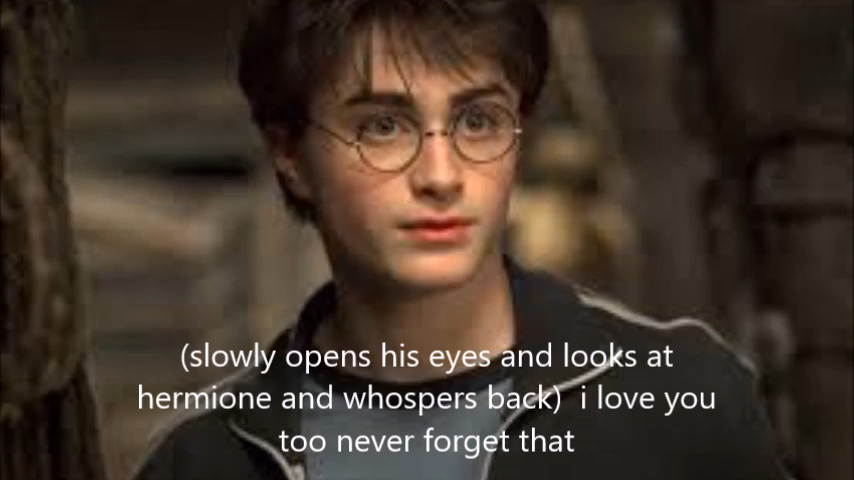 (slowly opens his eyes and looks at
hermione and whospers back)  i love you
too never forget that